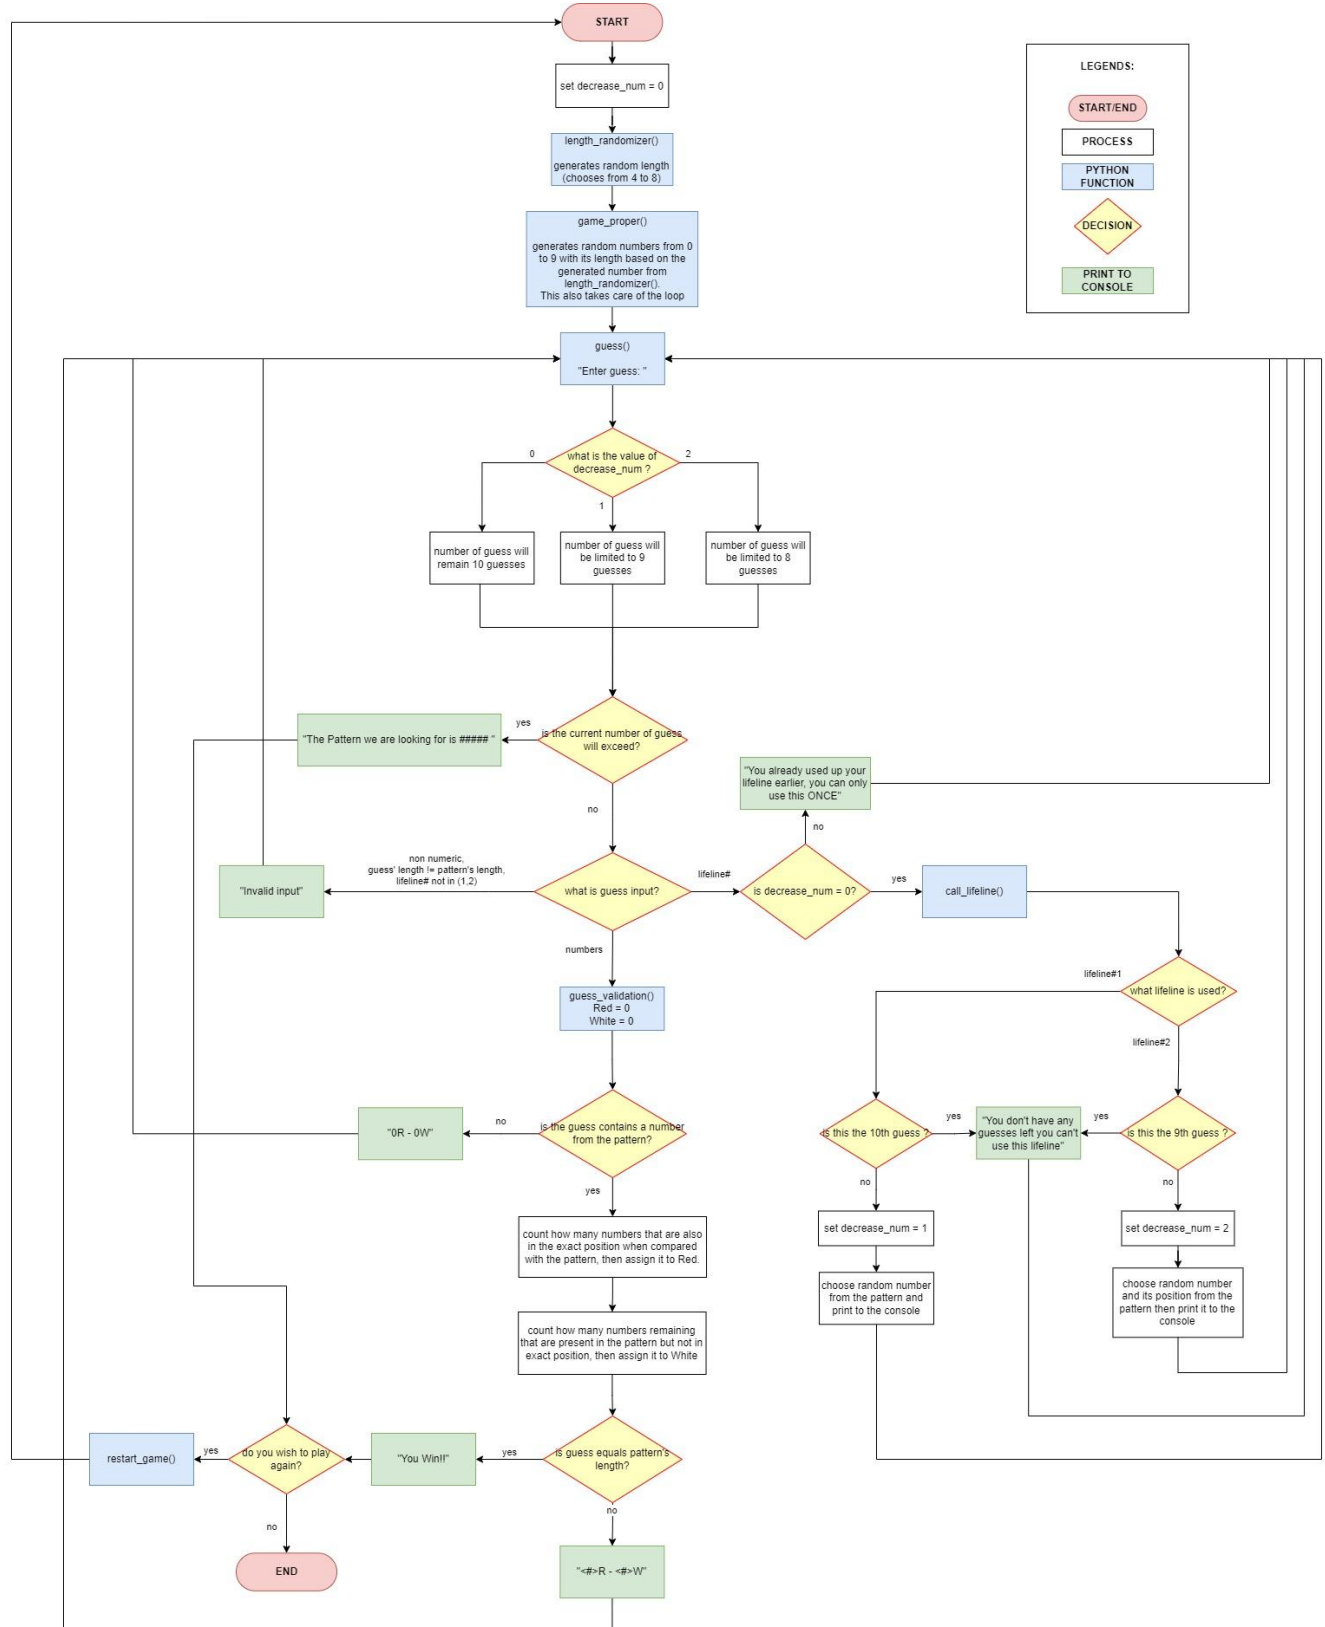 START
set decrease_num = 0
length_randomizer()
generates random length
(chooses from 4 to 8)
game_proper()
generates random numbers from 0
to 9 with its length based on the
generated number from
length_randomizer().
This also takes care of the loop
LEGENDS:
START/END
PROCESS
PYTHON
FUNCTION
DECISION
PRINT TO
CONSOLE
guess()
"Enter guess: "
what is the value of
decrease_num ?
0
1
2
number of guess will
remain 10 guesses
number of guess will
be limited to 9
guesses
number of guess will
be limited to 8
guesses
is the current number of guess
will exceed?
yes
"The Pattern we are looking for is ##### "
no
what is guess input?
non numeric,
guess' length != pattern's length,
lifeline# not in (1,2)
"Invalid input"
lifeline#
is decrease_num = 0?
no
"You already used up your
lifeline earlier, you can only
use this ONCE"
yes
call_lifeline()
what lifeline is used?
lifeline#1
lifeline#2
numbers
guess_validation()
Red = 0
White = 0
is the guess contains a number
from the pattern?
no
"0R - 0W"
yes
is this the 10th guess ?
yes
"You don't have any
guesses left you can't
use this lifeline"
yes
is this the 9th guess ?
no
no
set decrease_num = 1
set decrease_num = 2
choose random number
from the pattern and
print to the console
choose random number
and its position from the
pattern then print it to the
console
count how many numbers that are also
in the exact position when compared
with the pattern, then assign it to Red.
count how many numbers remaining
that are present in the pattern but not in
exact position, then assign it to White
is guess equals pattern's
length?
yes
"You Win!!"
do you wish to play
again?
yes
restart_game()
no
END
no
"<#>R - <#>W"